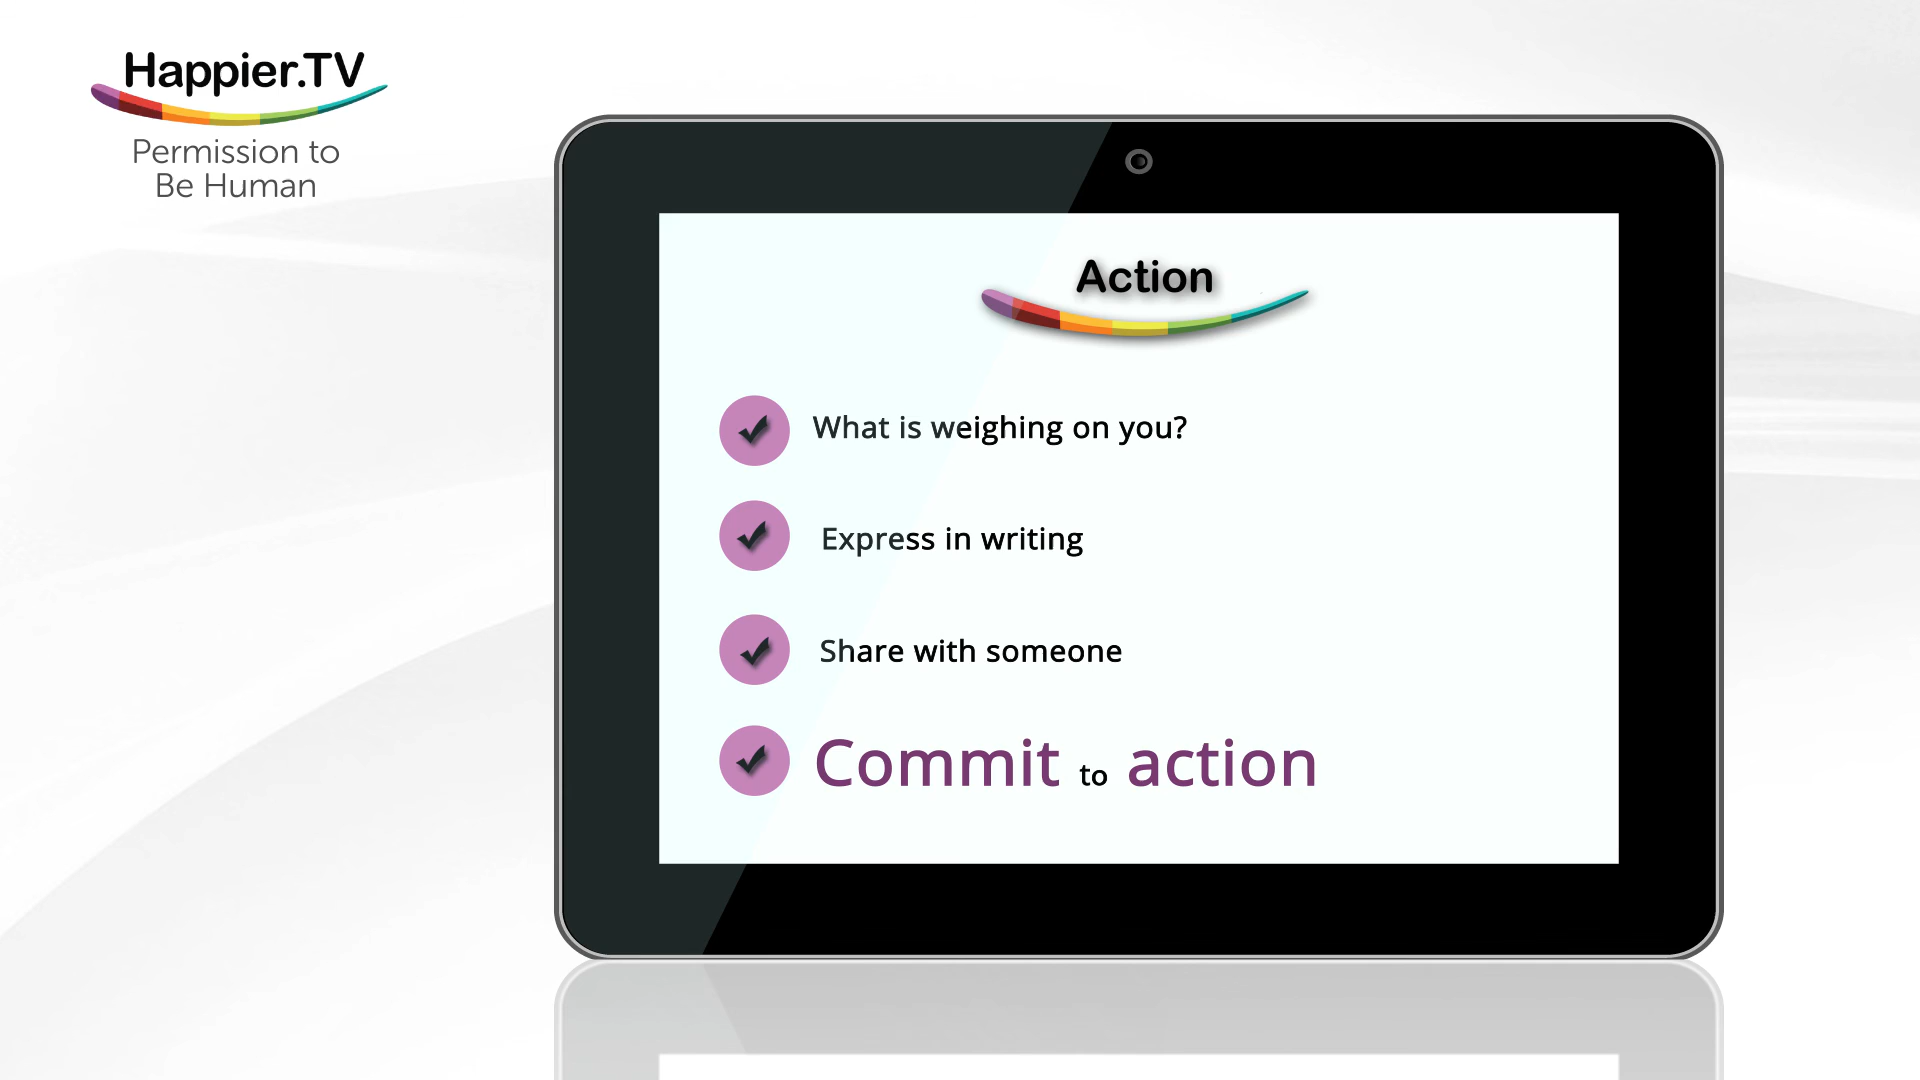 Happier.TV
Permission to
Be Human
Action
What is weighing on you?
Express in writing
Share with someone
Commit to action